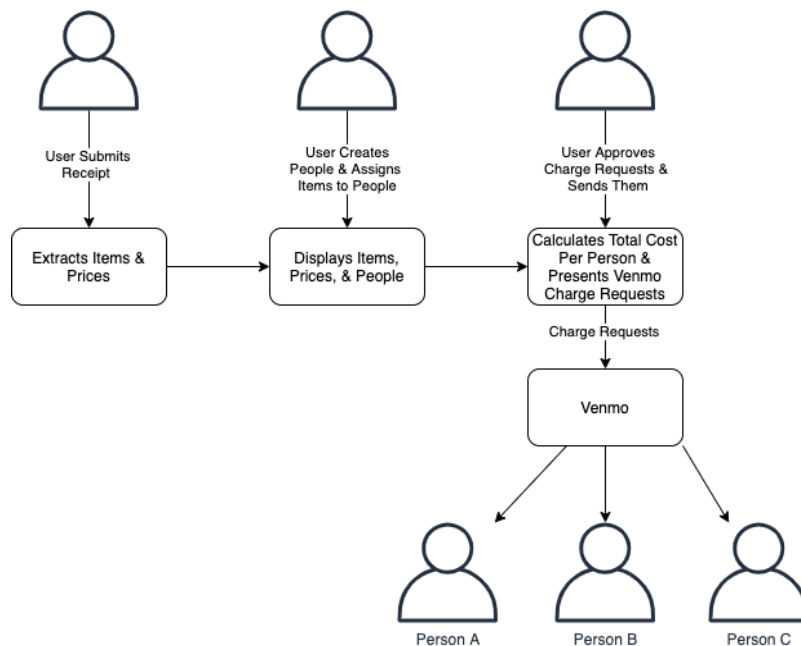 User Submits
Receipt
User Creates
People & Assigns
Items to People
User Approves
Charge Requests &
Sends Them
Extracts Items &
Prices
Displays Items,
Prices, & People
Calculates Total Cost
Per Person &
Presents Venmo
Charge Requests
Charge Requests
Venmo
Person A
Person B
Person C